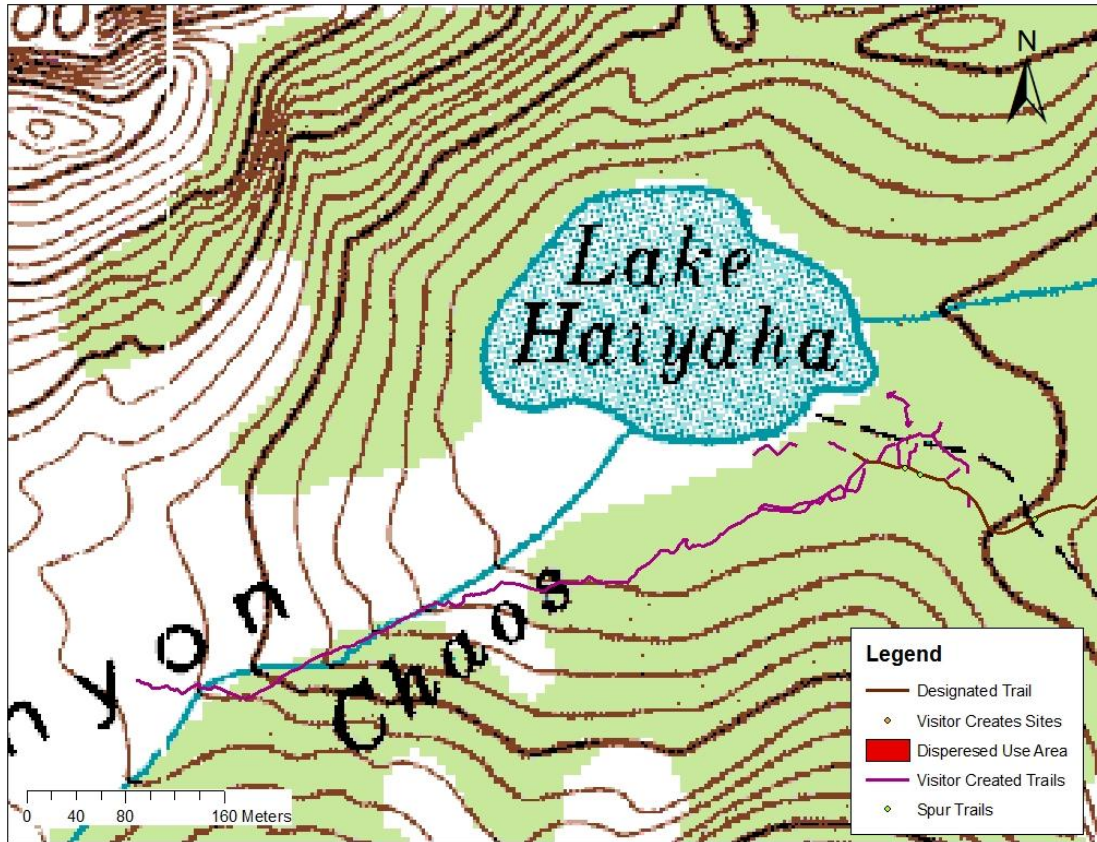 N
Lake
Haiyaha
nyon
Chaos
Legend
Designated Trail
Visitor Creates Sites
Disperesed Use Area
Visitor Created Trails
Spur Trails
0 40 80 160 Meters